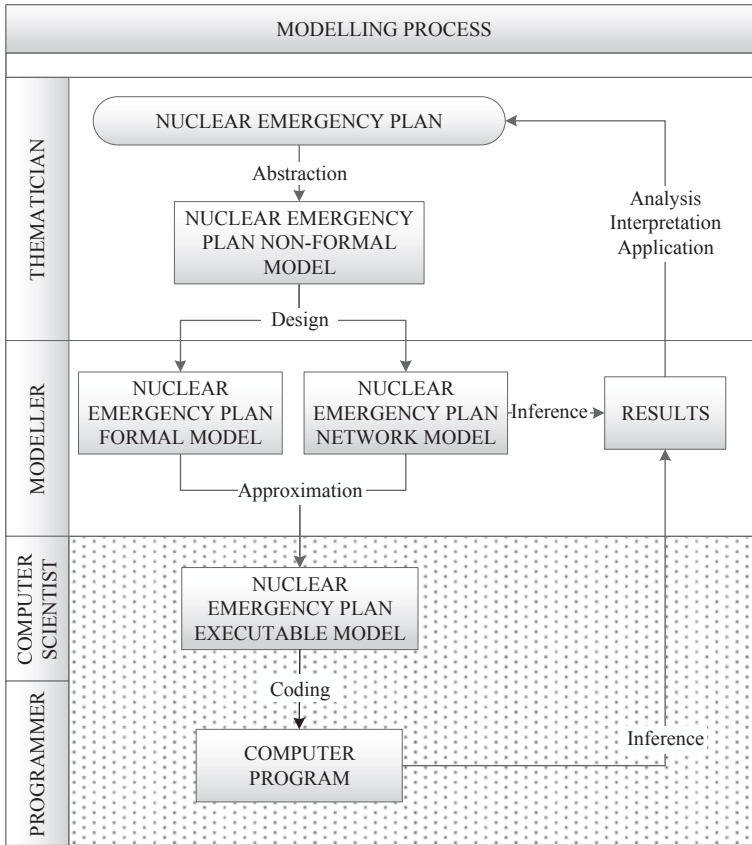 MODELLING PROCESS
THEMATICIAN
NUCLEAR EMERGENCY PLAN
Abstraction
NUCLEAR EMERGENCY
PLAN NON-FORMAL
MODEL
Analysis
Interpretation
Application
Design
MODELLER
NUCLEAR
EMERGENCY PLAN
FORMAL MODEL
NUCLEAR
EMERGENCY PLAN
NETWORK MODEL
Inference
RESULTS
Approximation
COMPUTER
SCIENTIST
NUCLEAR
EMERGENCY PLAN
EXECUTABLE MODEL
Coding
PROGRAMMER
COMPUTER
PROGRAM
Inference